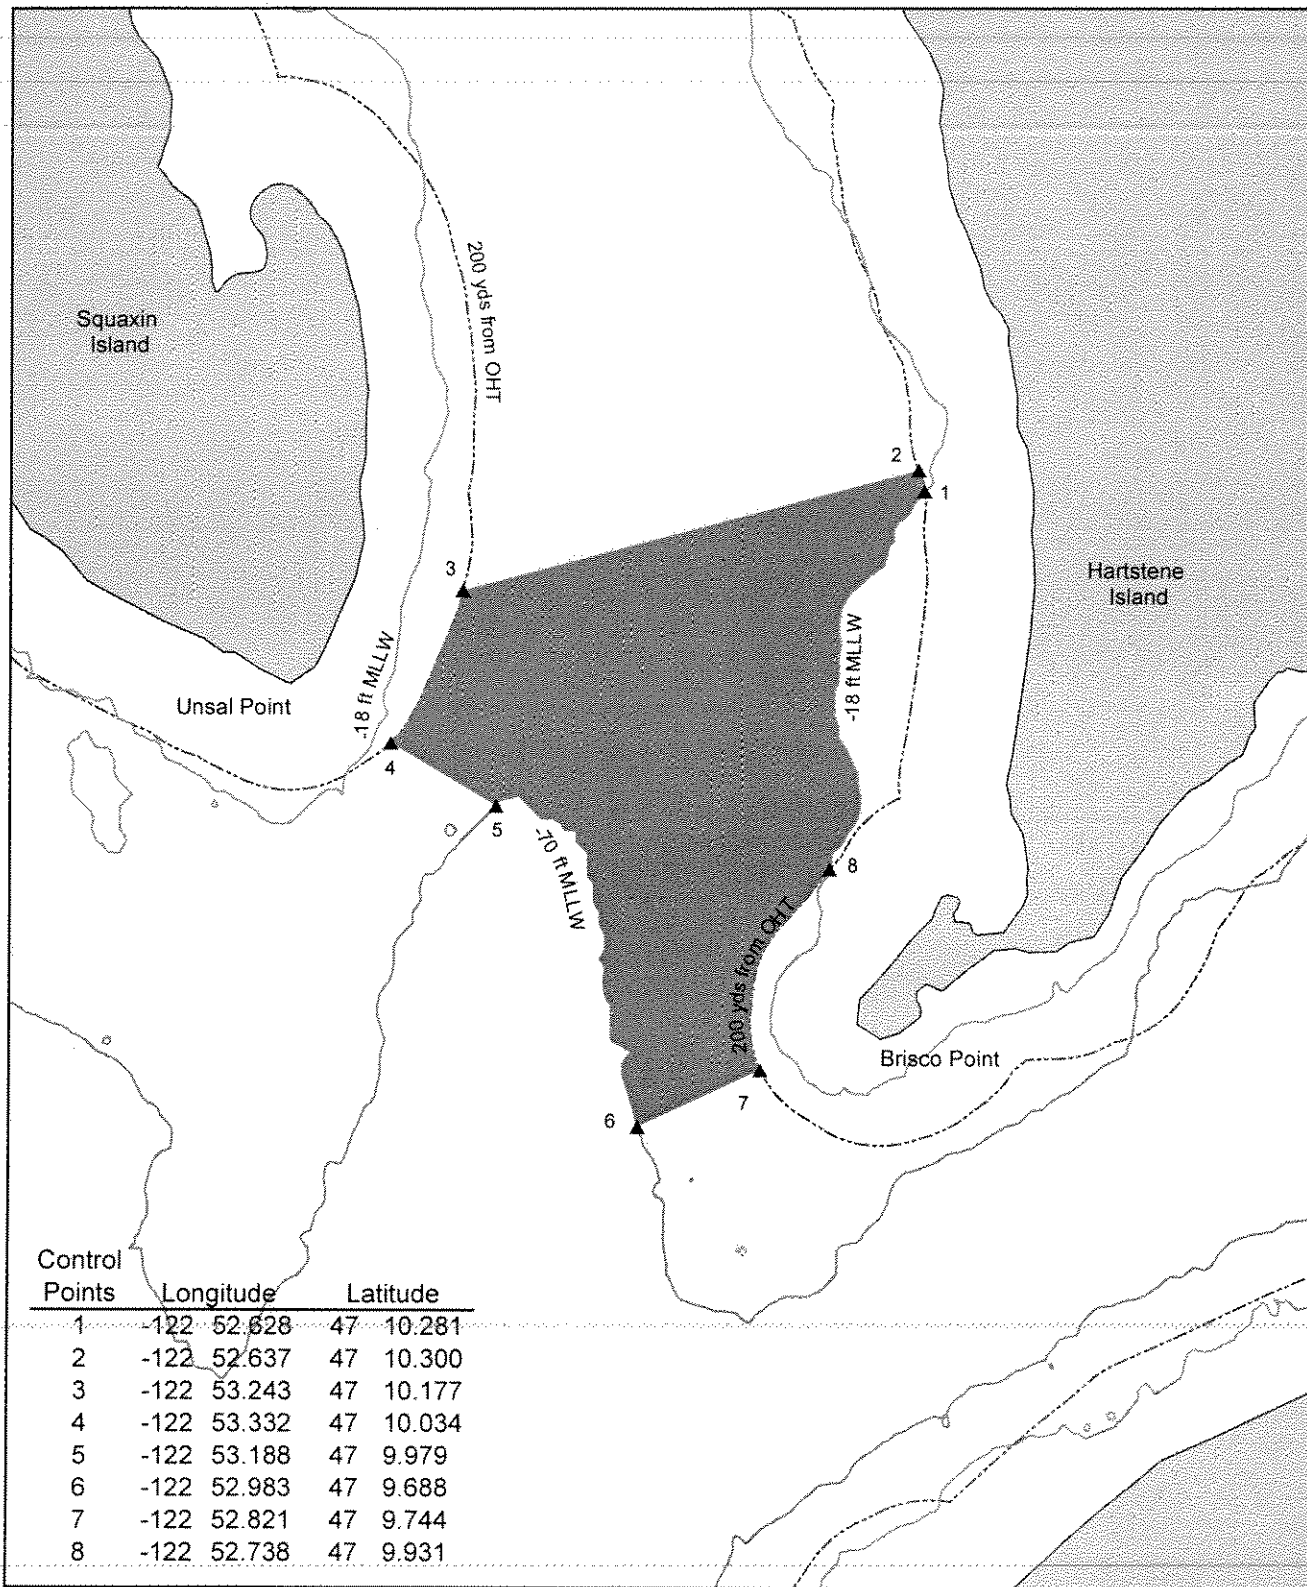 200 yds from OHT
Squaxin
Island
2
1
3
Hartstene
Island
-18 ft MLLW
-18 ft MLLW
Unsal Point
4
5
-70 ft MLLW
8
200 yds from OHT
Brisco Point
7
6
Control
Points Longitude Latitude
1 -122 52.628 47 10.281
2 -122 52.637 47 10.300
3 -122 53.243 47 10.177
4 -122 53.332 47 10.034
5 -122 53.188 47 9.979
6 -122 52.983 47 9.688
7 -122 52.821 47 9.744
8 -122 52.738 47 9.931